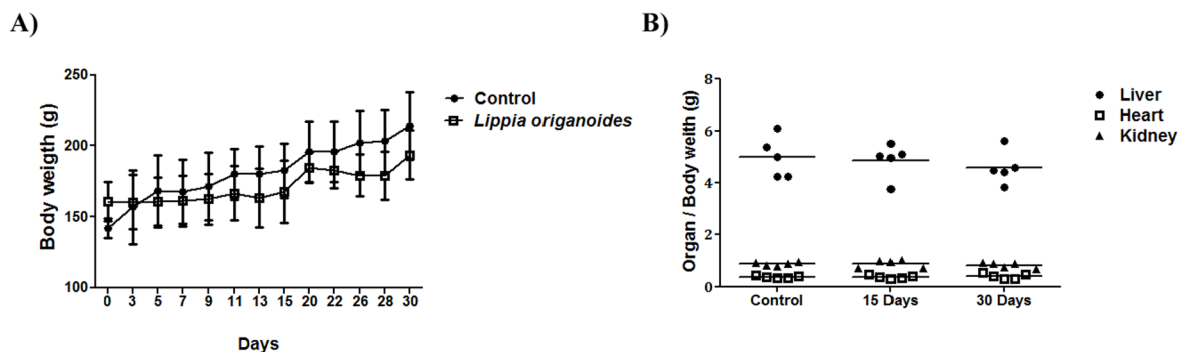 A)
Body weigth (g)
250
200
150
100
0 3 5 7 9 11 13 15 20 22 26 28 30
Days
Control
Lippia origanoides
B)
Organ / Body weith (g)
8
6
4
2
0
Control 15 Days 30 Days
Liver
Heart
Kidney